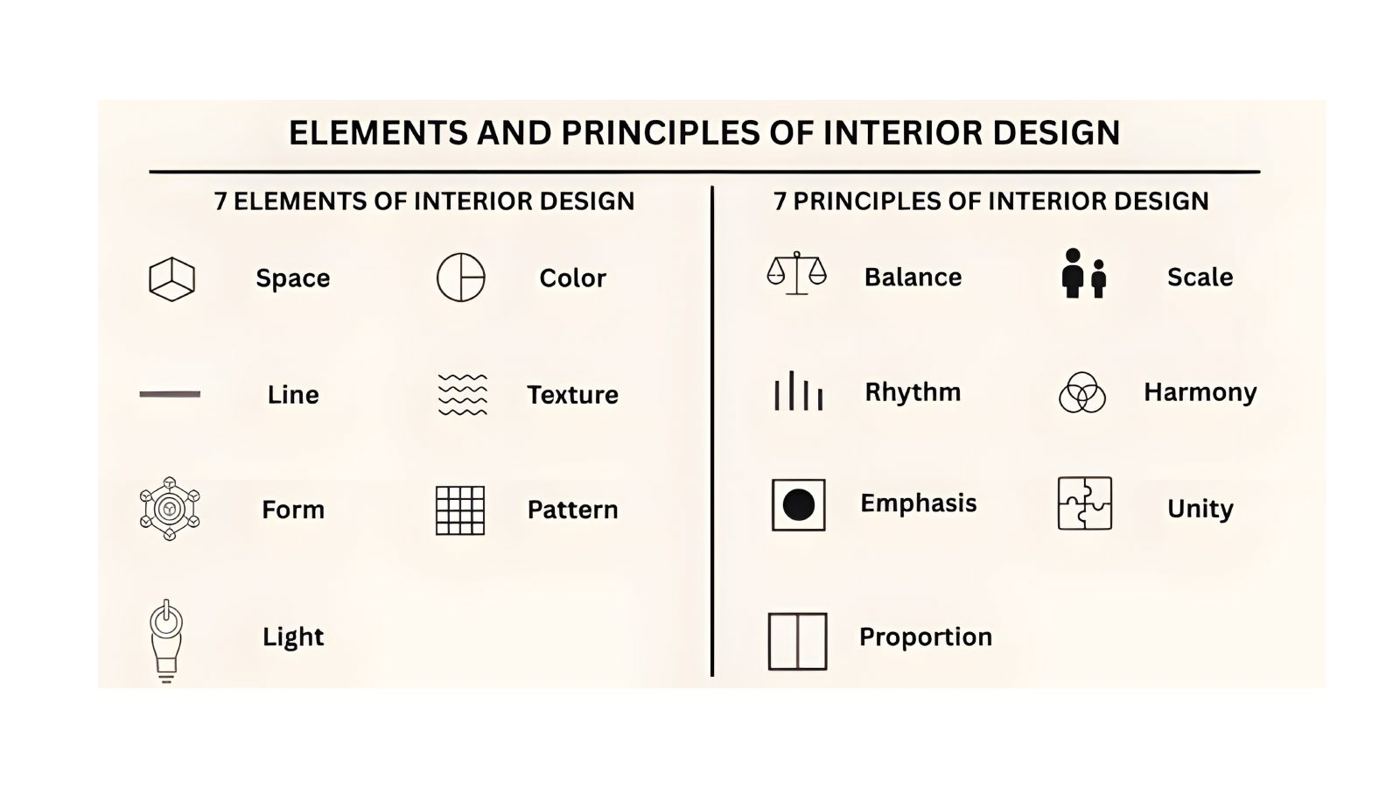 ELEMENTS AND PRINCIPLES OF INTERIOR DESIGN
7 ELEMENTS OF INTERIOR DESIGN
Space
Color
Line
Texture
Form
Pattern
Light
7 PRINCIPLES OF INTERIOR DESIGN
Balance
Scale
Rhythm
Harmony
Emphasis
Unity
Proportion